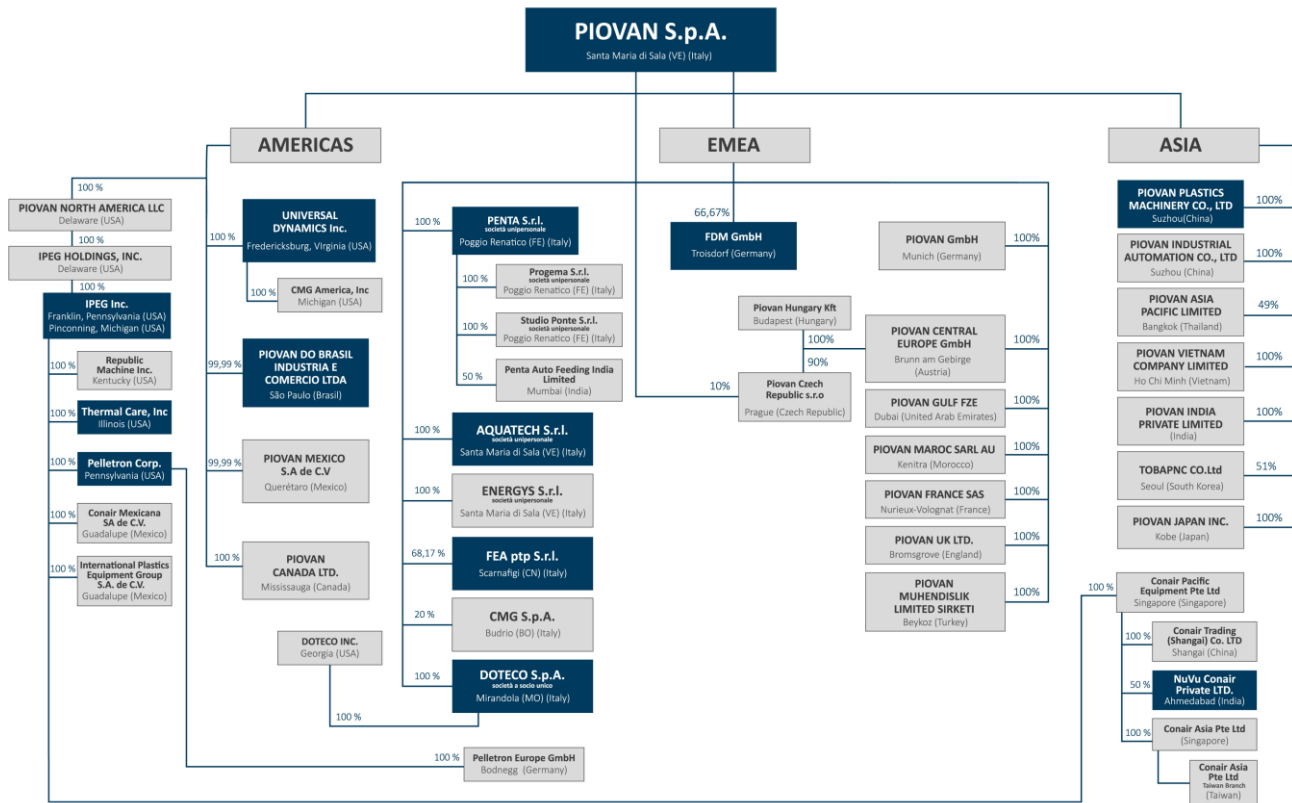 PIOVAN S.p.A.
Santa Maria di Sala (VE) (Italy)
AMERICAS
EMEA
ASIA
100 %
PIOVAN NORTH AMERICA LLC
Delaware (USA)
100 %
IPEG HOLDINGS, INC.
Delaware (USA)
100 %
IPEG Inc.
Franklin, Pennsylvania (USA)
Pinconning, Michigan (USA)
100 %
Republic
Machine Inc.
Kentucky (USA)
100 %
Thermal Care, Inc
Illinois (USA)
100 %
Pelletron Corp.
Pennsylvania (USA)
100 %
Conair Mexicana
SA de C.V.
Guadalupe (Mexico)
100 %
International Plastics
Equipment Group
S.A. de C.V.
Guadalupe (Mexico)
100 %
UNIVERSAL
DYNAMICS Inc.
Fredericksburg, VIrginia (USA)
100 %
CMG America, Inc
Michigan (USA)
99,99 %
PIOVAN DO BRASIL
INDUSTRIA E
COMERCIO LTDA
São Paulo (Brasil)
99,99 %
PIOVAN MEXICO
S.A de C.V
Querétaro (Mexico)
100 %
PIOVAN
CANADA LTD.
Mississauga (Canada)
DOTECO INC.
Georgia (USA)
100 %
100 %
PENTA S.r.l.
società unipersonale
Poggio Renatico (FE) (Italy)
100 %
Progema S.r.l.
società unipersonale
Poggio Renatico (FE) (Italy)
100 %
Studio Ponte S.r.l.
società unipersonale
Poggio Renatico (FE) (Italy)
50 %
Penta Auto Feeding India
Limited
Mumbai (India)
100 %
AQUATECH S.r.l.
società unipersonale
Santa Maria di Sala (VE) (Italy)
100 %
ENERGYS S.r.l.
società unipersonale
Santa Maria di Sala (VE) (Italy)
68,17 %
FEA ptp S.r.l.
Scarnafigi (CN) (Italy)
20 %
CMG S.p.A.
Budrio (BO) (Italy)
100 %
DOTECO S.p.A.
società a socio unico
Mirandola (MO) (Italy)
100 %
Pelletron Europe GmbH
Bodnegg (Germany)
66,67%
FDM GmbH
Troisdorf (Germany)
Piovan Hungary Kft
Budapest (Hungary)
100%
90%
10%
Piovan Czech
Republic s.r.o
Prague (Czech Republic)
PIOVAN GmbH
Munich (Germany)
100%
PIOVAN CENTRAL
EUROPE GmbH
Brunn am Gebirge
(Austria)
100%
PIOVAN GULF FZE
Dubai (United Arab Emirates)
100%
PIOVAN MAROC SARL AU
Kenitra (Morocco)
100%
PIOVAN FRANCE SAS
Nurieux-Volognat (France)
100%
PIOVAN UK LTD.
Bromsgrove (England)
100%
PIOVAN
MUHENDISLIK
LIMITED SIRKETI
Beykoz (Turkey)
100%
PIOVAN PLASTICS
MACHINERY CO., LTD
Suzhou(China)
100%
PIOVAN INDUSTRIAL
AUTOMATION CO., LTD
Suzhou (China)
100%
PIOVAN ASIA
PACIFIC LIMITED
Bangkok (Thailand)
49%
PIOVAN VIETNAM
COMPANY LIMITED
Ho Chi Minh (Vietnam)
100%
PIOVAN INDIA
PRIVATE LIMITED
(India)
100%
TOBAPNC CO.Ltd
Seoul (South Korea)
51%
PIOVAN JAPAN INC.
Kobe (Japan)
100%
100 %
Conair Pacific
Equipment Pte Ltd
Singapore (Singapore)
100 %
Conair Trading
(Shangai) Co. LTD
Shangai (China)
50 %
NuVu Conair
Private LTD.
Ahmedabad (India)
100 %
Conair Asia Pte Ltd
(Singapore)
Conair Asia
Pte Ltd
Taiwan Branch
(Taiwan)